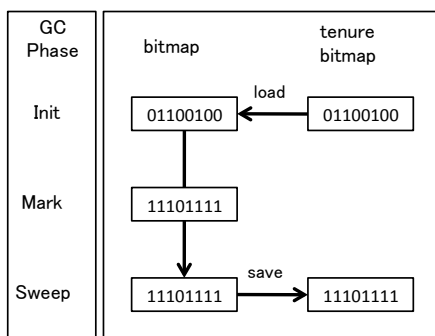 GC
Phase
bitmap
tenure
bitmap
load
Init
01100100
01100100
Mark
11101111
save
Sweep
11101111
11101111